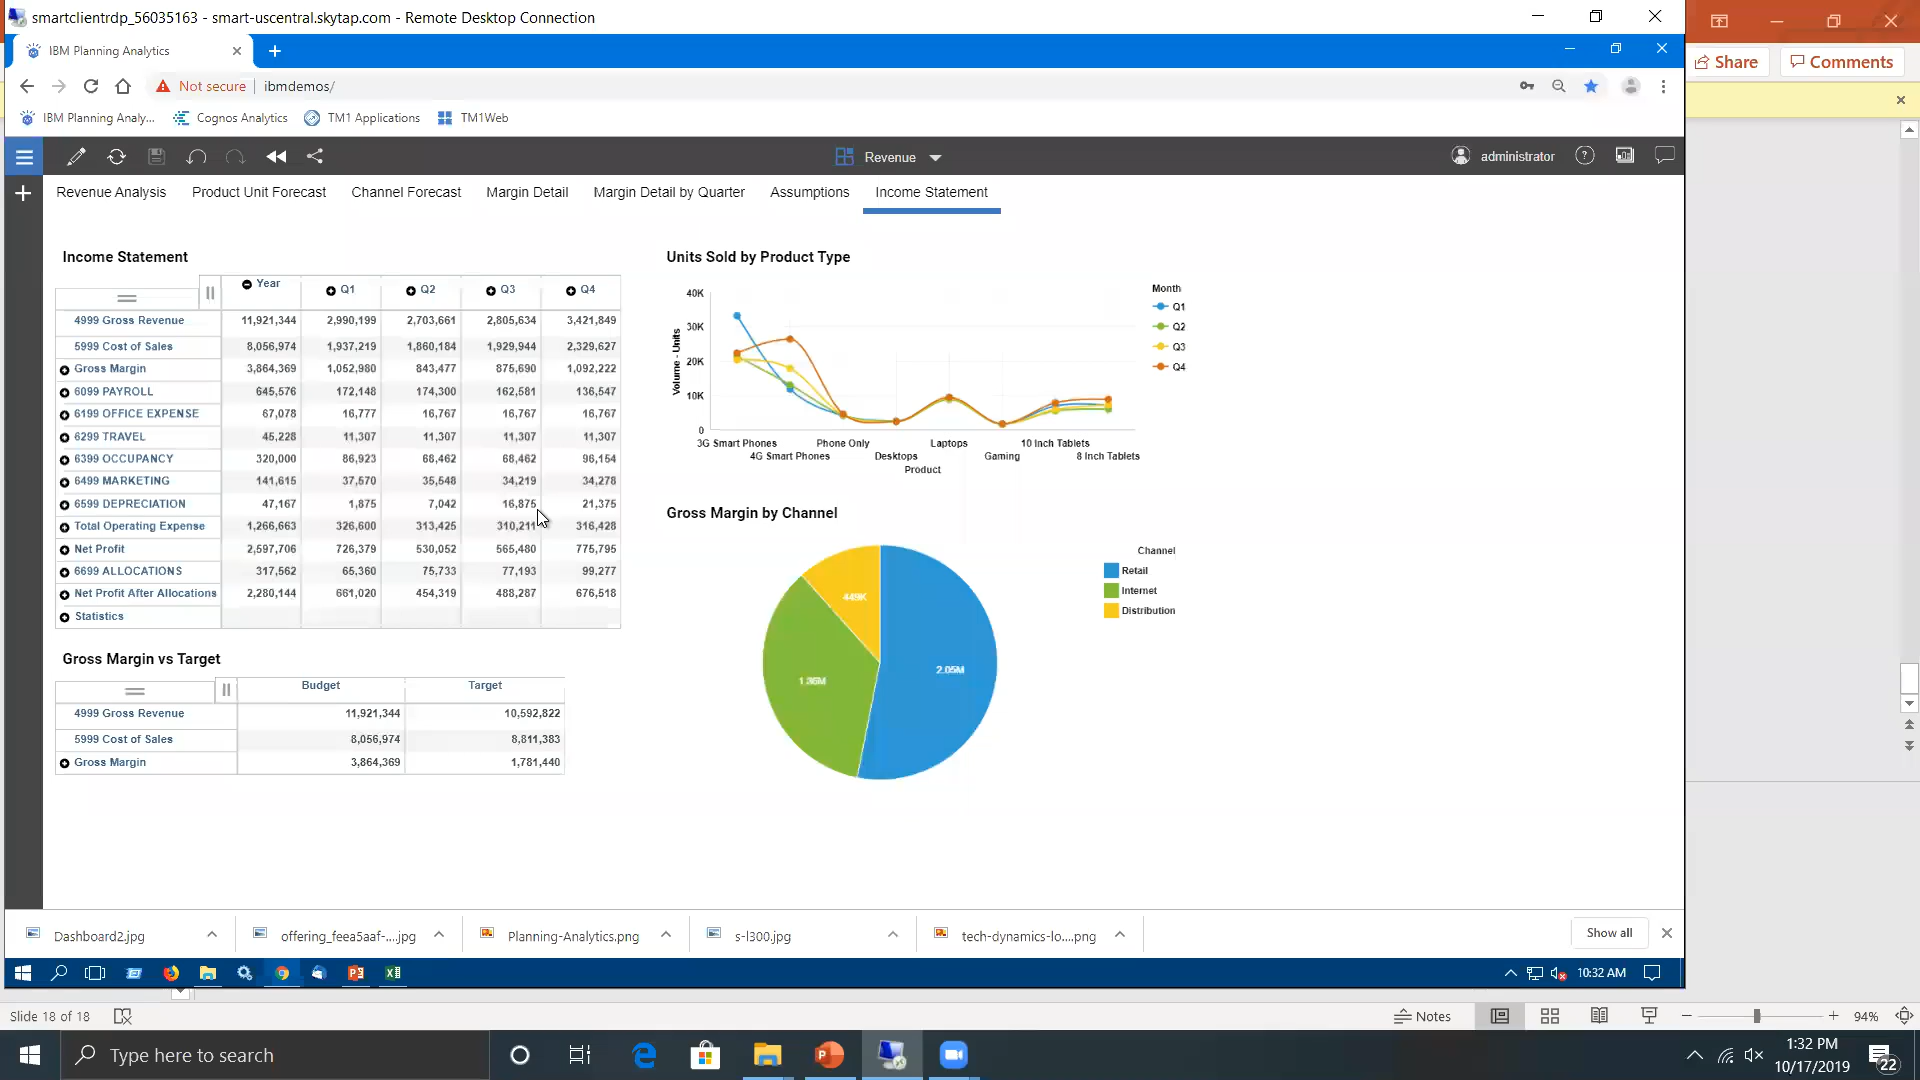 smartclientrdp_56035163 - smart-uscentral.skytap.com - Remote Desktop Connection
IBM Planning Analytics
Share
Comments
Not secure
ibmdemos/
IBM Planning Analy...
Cognos Analytics
TM1 Applications
TM1Web
Revenue
administrator
Revenue Analysis
Product Unit Forecast
Channel Forecast
Margin Detail
Margin Detail by Quarter
Assumptions
Income Statement
Income Statement
Year Q1 Q2 Q3 Q4
4999 Gross Revenue 11,921,344 2,990,199 2,703,661 2,805,634 3,421,849
5999 Cost of Sales 8,056,974 1,937,219 1,860,184 1,929,944 2,329,627
Gross Margin 3,864,369 1,052,980 843,477 875,690 1,092,222
6099 PAYROLL 645,576 172,148 174,300 162,581 136,547
6199 OFFICE EXPENSE 67,078 16,777 16,767 16,767 16,767
6299 TRAVEL 45,228 11,307 11,307 11,307 11,307
6399 OCCUPANCY 320,000 86,923 68,462 68,462 96,154
6499 MARKETING 141,615 37,570 35,548 34,219 34,278
6599 DEPRECIATION 47,167 1,875 7,042 16,875 21,375
Total Operating Expense 1,266,663 326,600 313,425 310,211 316,428
Net Profit 2,597,706 726,379 530,052 565,480 775,795
6699 ALLOCATIONS 317,562 65,360 75,733 77,193 99,277
Net Profit After Allocations 2,280,144 661,020 454,319 488,287 676,518
Statistics
Gross Margin vs Target
Budget Target
4999 Gross Revenue 11,921,344 10,592,822
5999 Cost of Sales 8,056,974 8,811,383
Gross Margin 3,864,369 1,781,440
Units Sold by Product Type
Volume - Units
40K
30K
20K
10K
0
3G Smart Phones
4G Smart Phones
Phone Only
Desktops
Laptops
Gaming
10 Inch Tablets
8 Inch Tablets
Product
Month
Q1
Q2
Q3
Q4
Gross Margin by Channel
449K
1.36M
2.05M
Channel
Retail
Internet
Distribution
Dashboard2.jpg
offering_feea5aaf-....jpg
Planning-Analytics.png
s-l300.jpg
tech-dynamics-lo....png
Show all
10:32 AM
Slide 18 of 18
Notes
94%
Type here to search
1:32 PM
10/17/2019
22